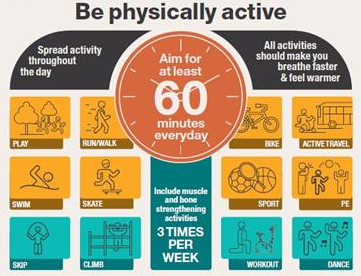 Be physically active
Spread activity
throughout
the day
Aim for
at least
60
minutes
everyday
All activities
should make you
breathe faster
& feel warmer
PLAY
RUN/WALK
BIKE
ACTIVE TRAVEL
SWIM
SKATE
SPORT
PE
SKIP
CLIMB
Include muscle
and bone
strengthening
activities
3 TIMES
PER
WEEK
WORKOUT
DANCE